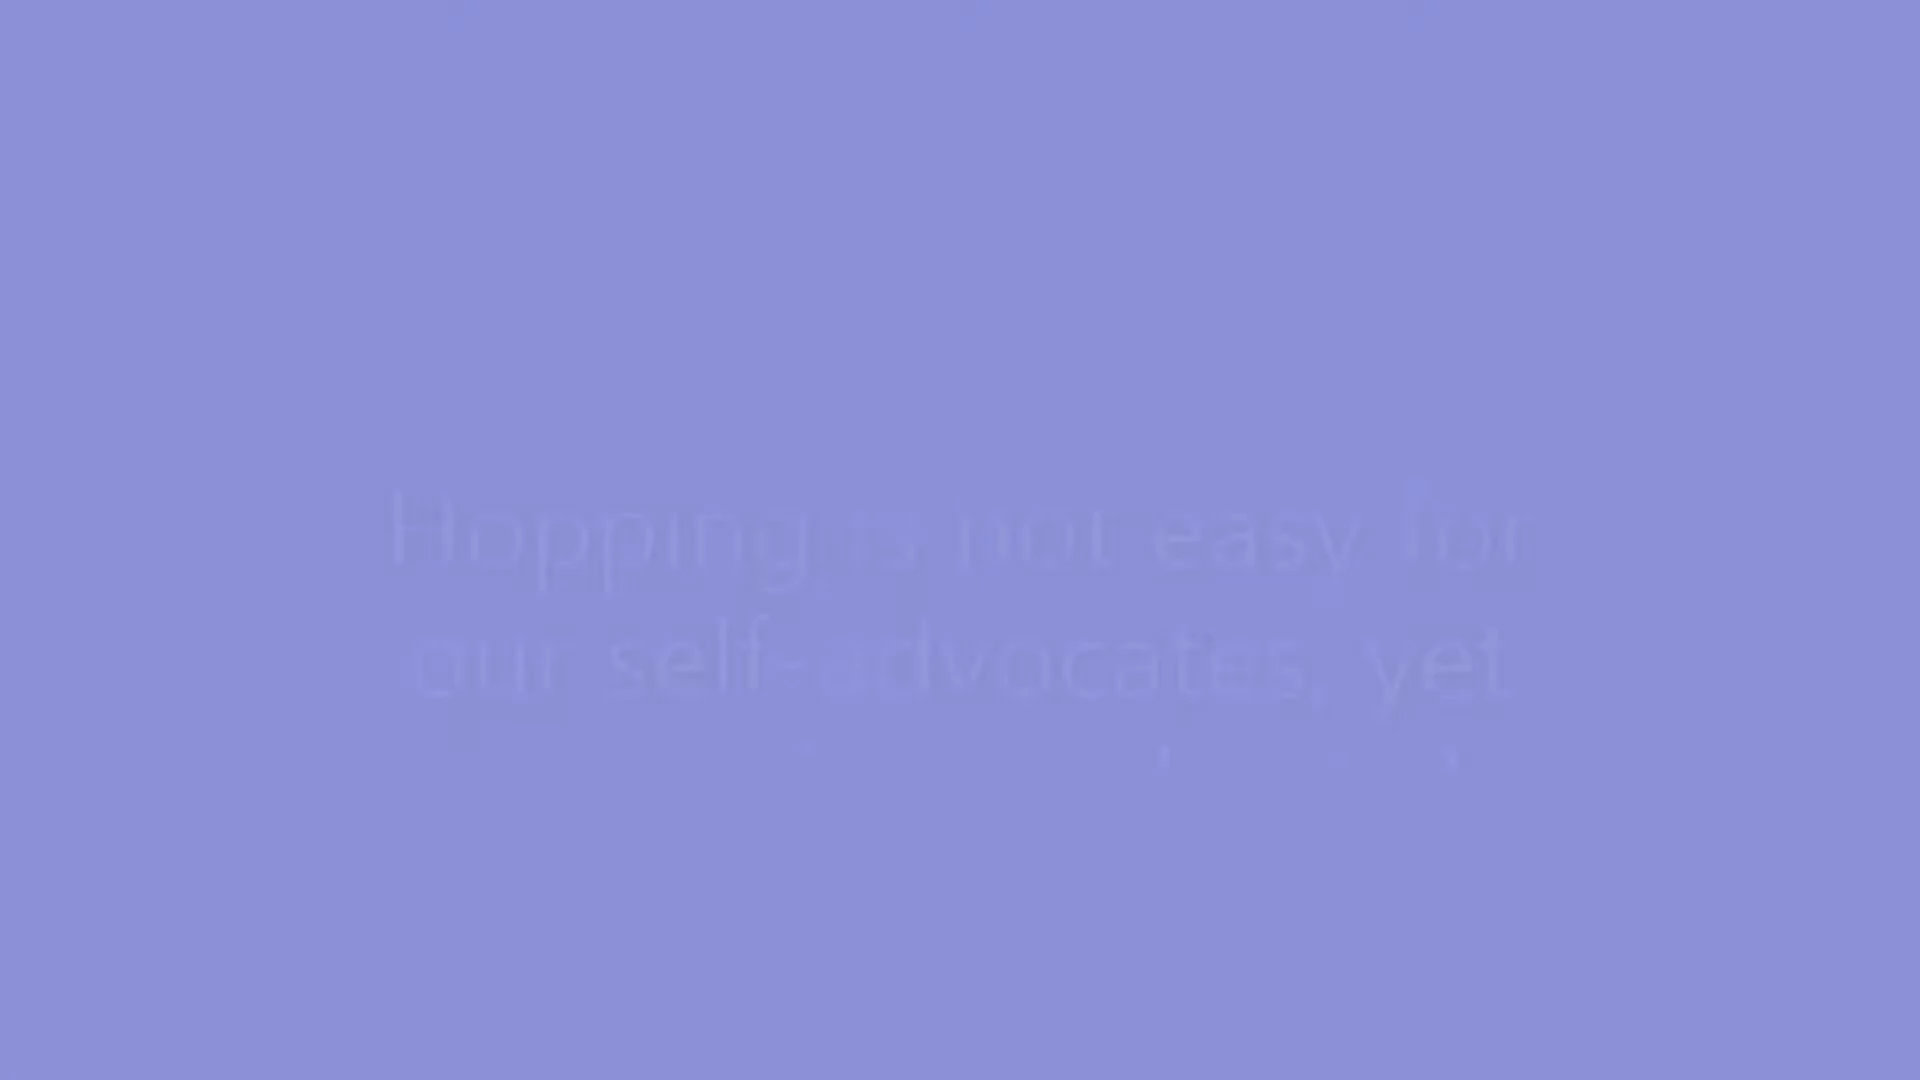 Hopping is not easy for
our self-advocates, yet